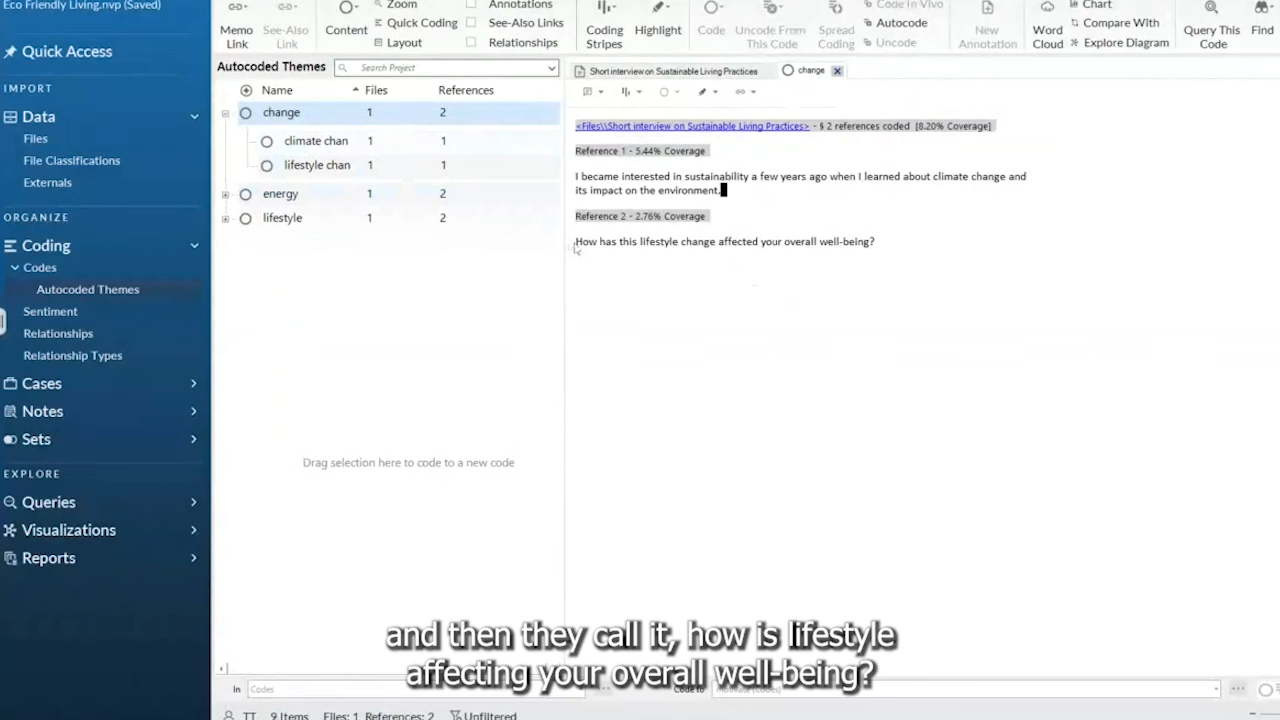 Eco Friendly Living.nvp (Saved)
Quick Access
IMPORT
Data
Files
File Classifications
Externals
ORGANIZE
Coding
Codes
Autocoded Themes
Sentiment
Relationships
Relationship Types
Cases
Notes
Sets
EXPLORE
Queries
Visualizations
Reports
Memo Link
See-Also Link
Content
Zoom
Quick Coding
Layout
Annotations
See-Also Links
Relationships
Coding Stripes
Highlight
Code
Uncode From This Code
Spread Coding
Code In Vivo
Autocode
Uncode
New Annotation
Word Cloud
Chart
Compare With
Explore Diagram
Query This Code
Find
Autocoded Themes
Search Project
Name Files References
change 1 2
climate chan 1 1
lifestyle chan 1 1
energy 1 2
lifestyle 1 2
Drag selection here to code to a new code
Short interview on Sustainable Living Practices
change
<Files\\Short interview on Sustainable Living Practices> - § 2 references coded [8.20% Coverage]
Reference 1 - 5.44% Coverage
I became interested in sustainability a few years ago when I learned about climate change and
its impact on the environment.
Reference 2 - 2.76% Coverage
How has this lifestyle change affected your overall well-being?
and then they call it, how is lifestyle
affecting your overall well-being?
In Codes
Code to
TT 9 Items Files: 1 References: 2 Unfiltered